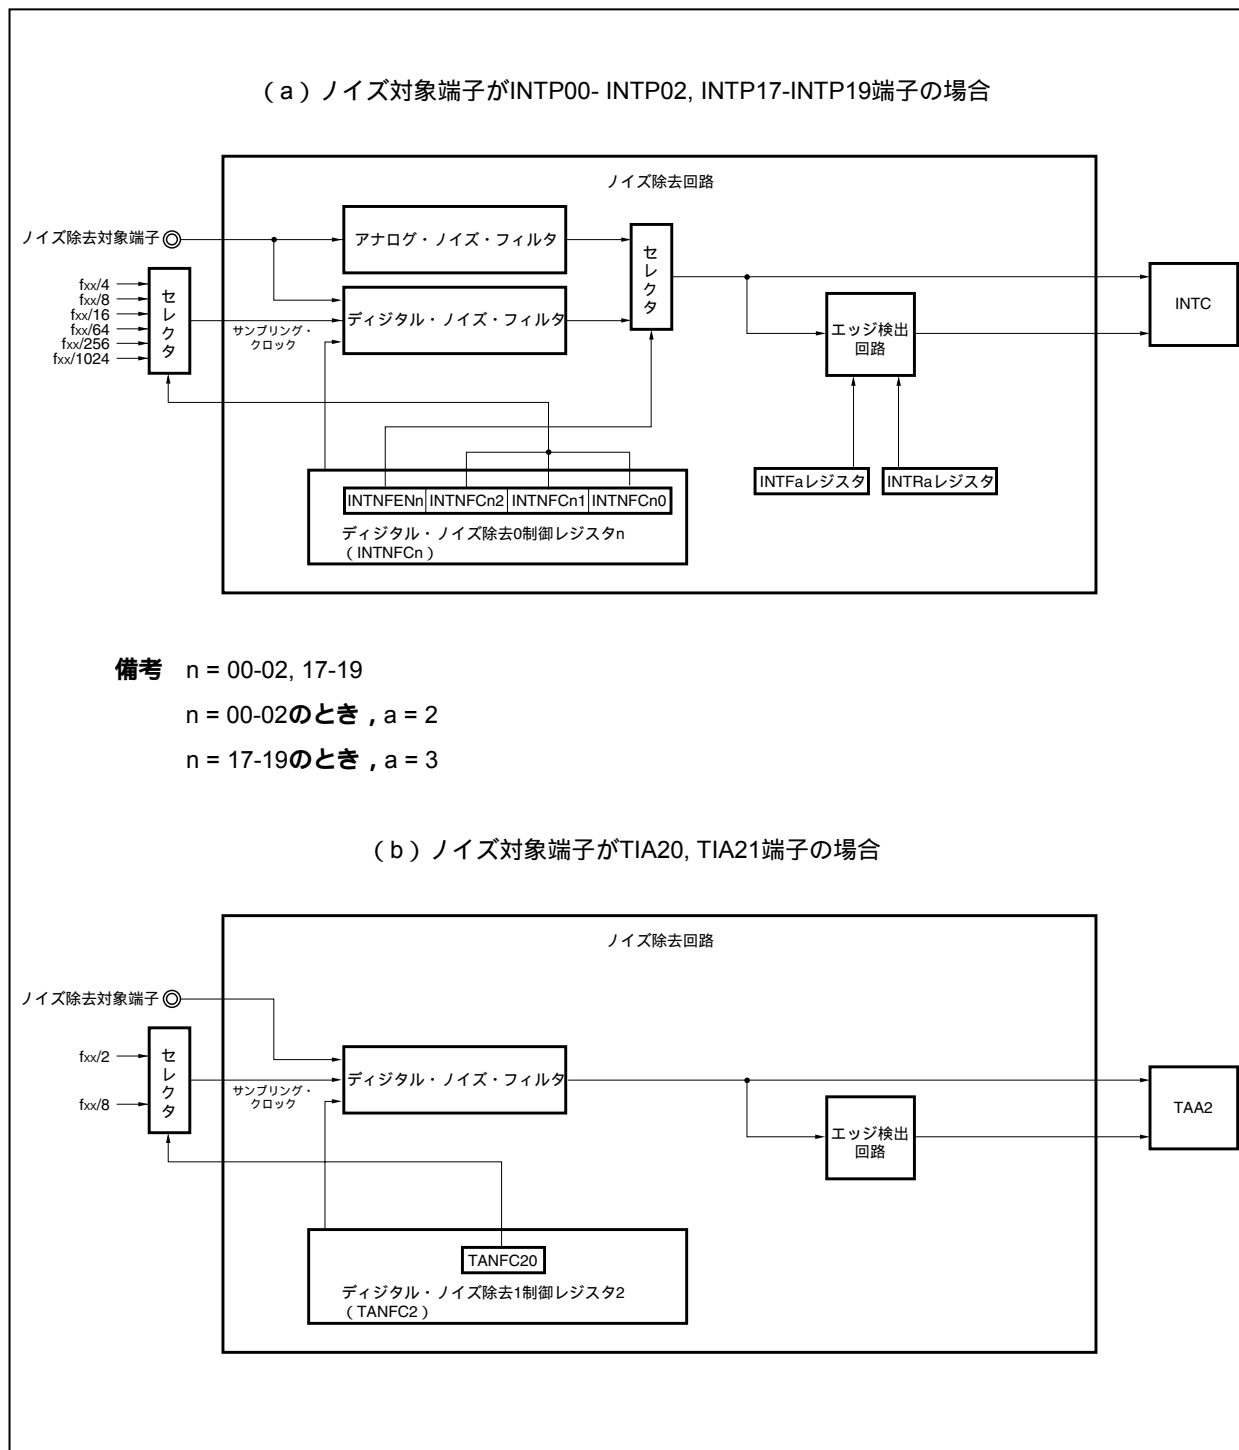 （a）ノイズ対象端子がINTP00- INTP02, INTP17-INTP19端子の場合
ノイズ除去回路
ノイズ除去対象端子
アナログ・ノイズ・フィルタ
セレクタ
fxx/4
fxx/8
fxx/16
fxx/64
fxx/256
fxx/1024
セレクタ
サンプリング・
クロック
ディジタル・ノイズ・フィルタ
エッジ検出
回路
INTC
INTFaレジスタ
INTRaレジスタ
INTNFENn
INTNFCn2
INTNFCn1
INTNFCn0
ディジタル・ノイズ除去0制御レジスタn
（INTNFCn）
備考 n = 00-02, 17-19
n = 00-02のとき，a = 2
n = 17-19のとき，a = 3
（b）ノイズ対象端子がTIA20, TIA21端子の場合
ノイズ除去回路
ノイズ除去対象端子
fxx/2
fxx/8
セレクタ
サンプリング・
クロック
ディジタル・ノイズ・フィルタ
エッジ検出
回路
TAA2
TANFC20
ディジタル・ノイズ除去1制御レジスタ2
（TANFC2）